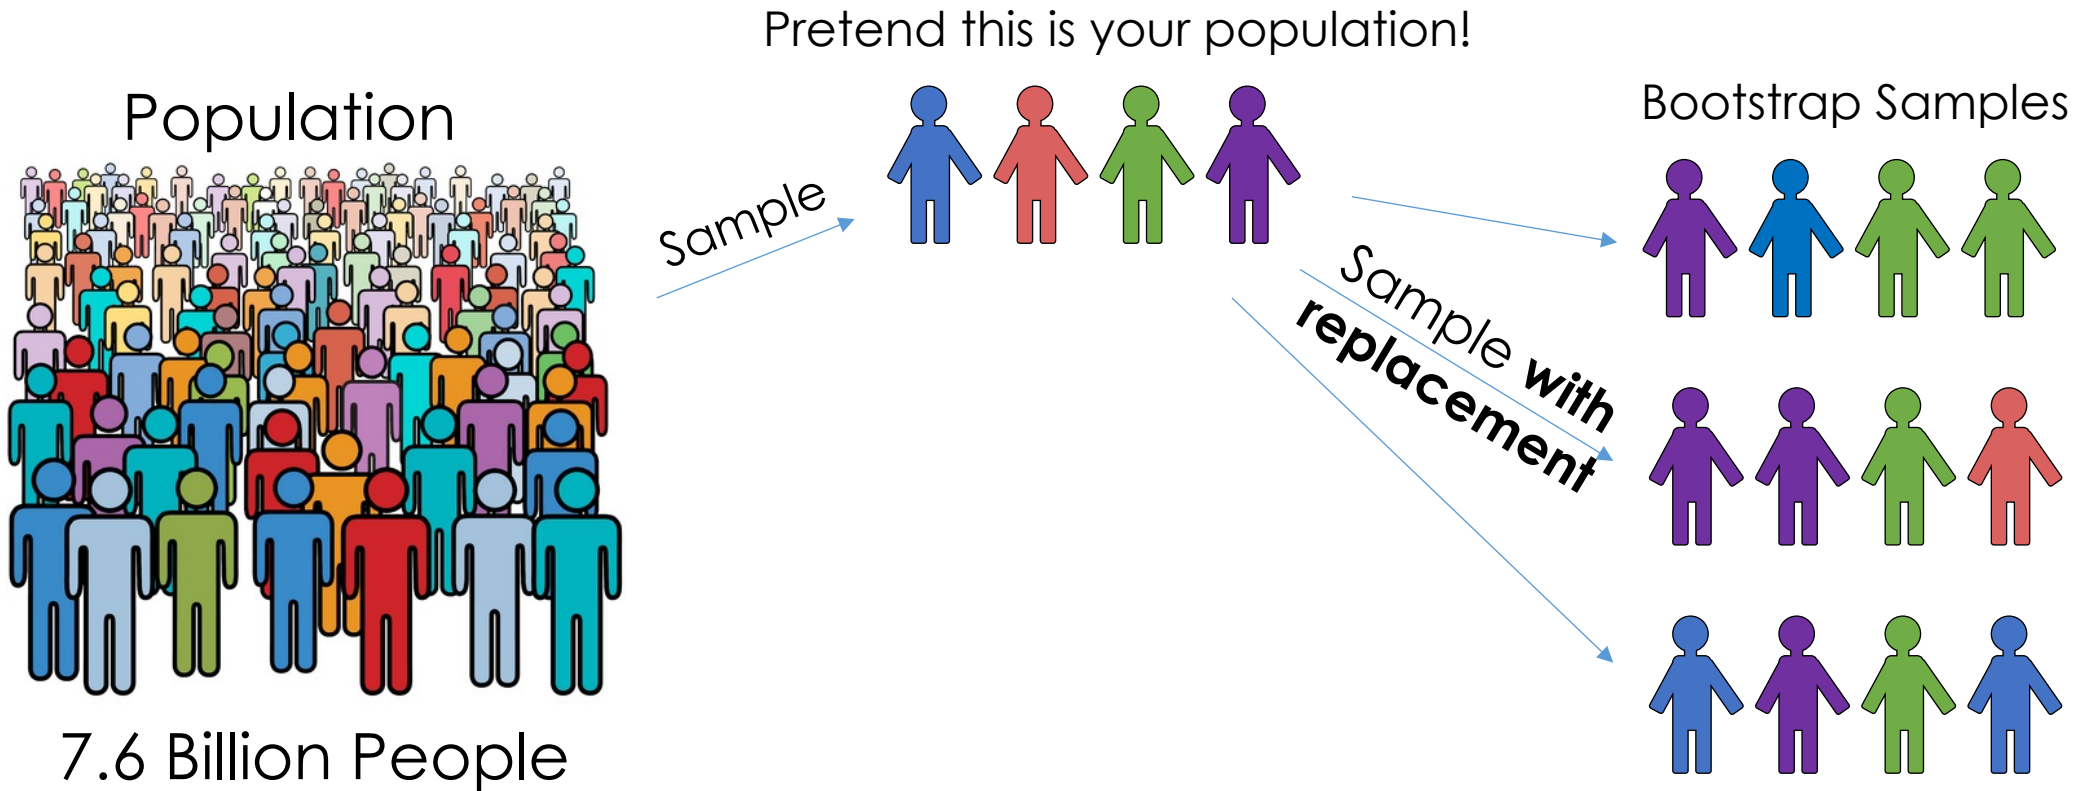 Pretend this is your population!
Population
Bootstrap Samples
Sample
Sample with
replacement
7.6 Billion People